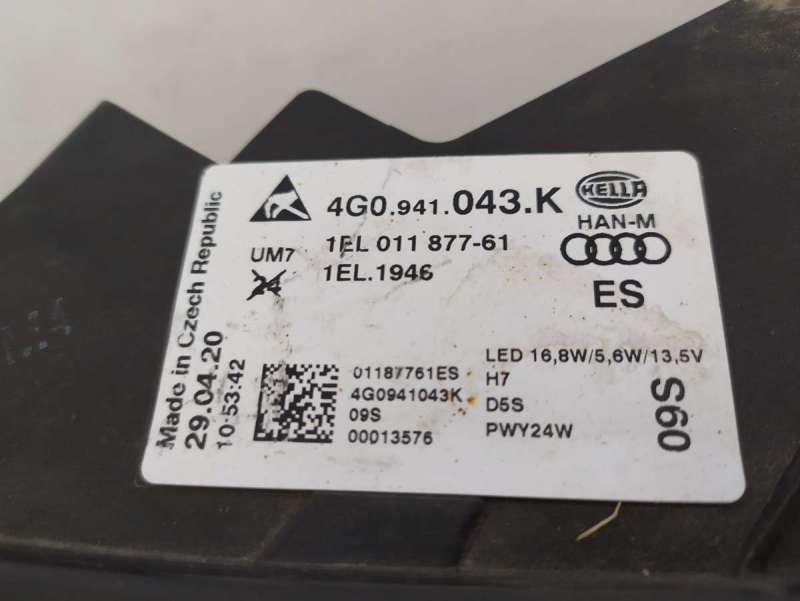 4G0.941.043.K
HELLA
HAN-M
UM7
1EL 011 877-61
24
1EL.1946
ES
Made in Czech Republic
29.04.20
10:53:42
01187761ES
4G0941043K
09S
00013576
LED 16,8W/5,6W/13,5V
H7
D5S
PWY24W
09S